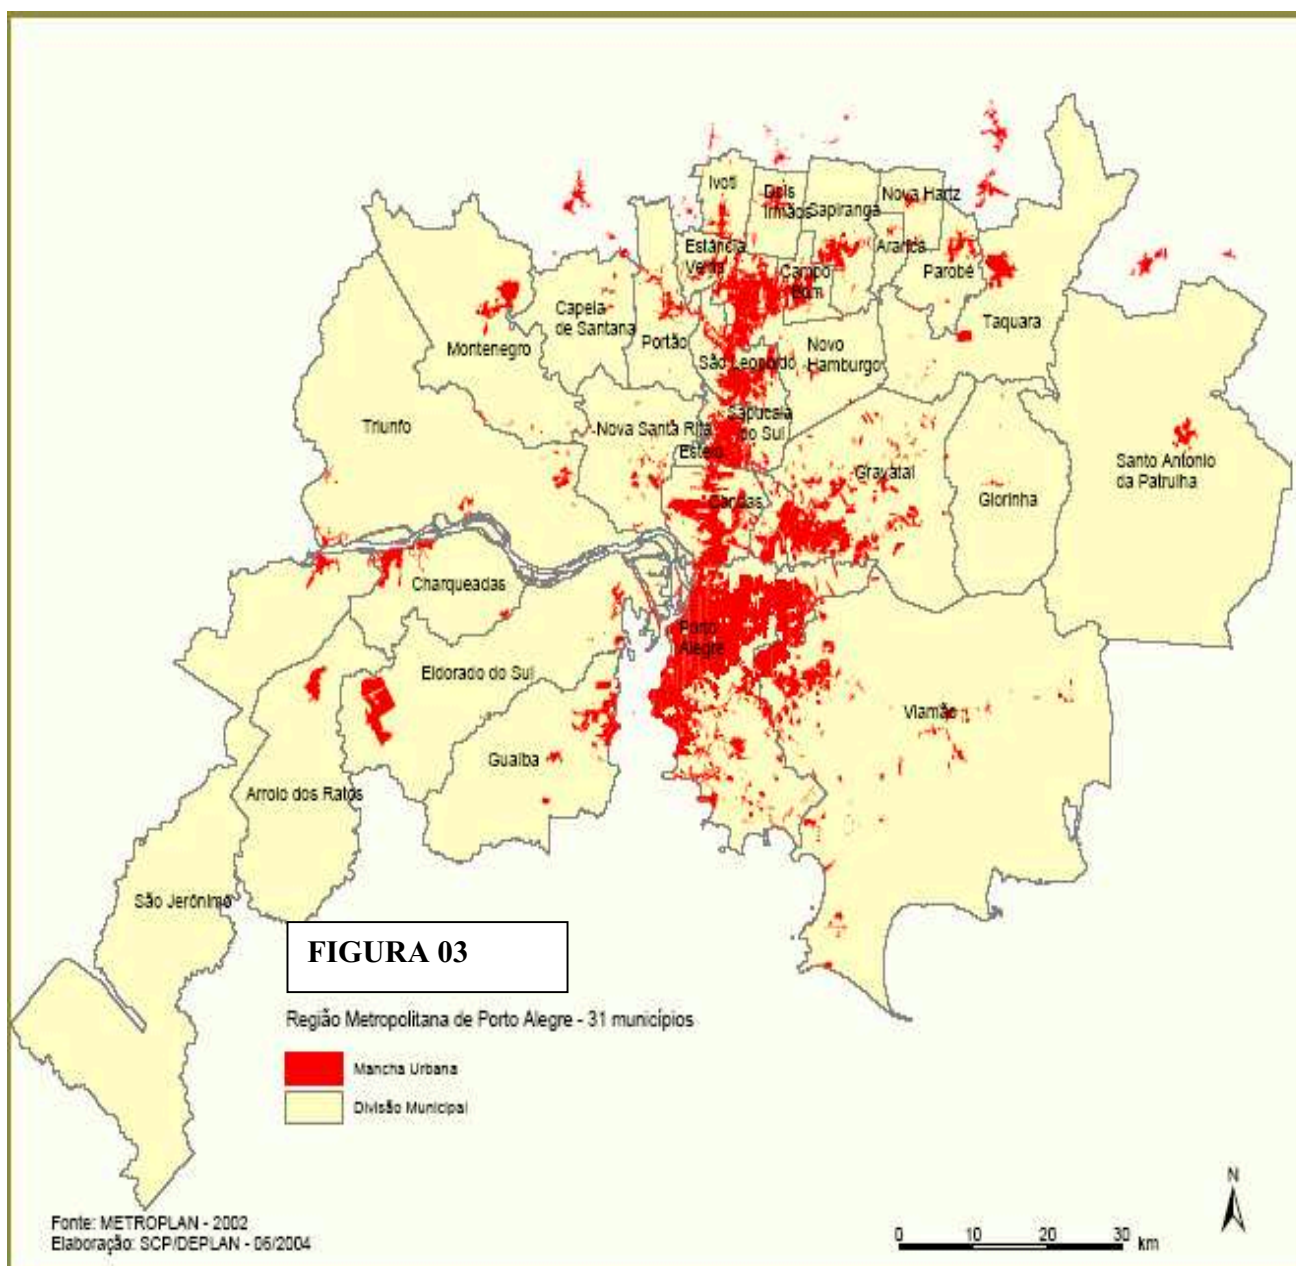 Ivoti
Dois
Irmãos
Nova Hartz
Sapiranga
Estância
Velha
Araricá
Campo
Bom
Parobé
Capela
de Santana
Taquara
Portão
Montenegro
Novo
Hamburgo
São Leopoldo
Sapucaia
do Sul
Triunfo
Nova Santa Rita
Esteio
Santo Antonio
da Patrulha
Gravataí
Glorinha
Canoas
Charqueadas
Porto
Alegre
Eldorado do Sul
Viamão
Guaíba
Arroio dos Ratos
São Jerônimo
FIGURA 03
Região Metropolitana de Porto Alegre - 31 municípios
Mancha Urbana
Divisão Municipal
Fonte: METROPLAN - 2002
Elaboração: SCP/DEPLAN - 06/2004
N
0 10 20 30
km